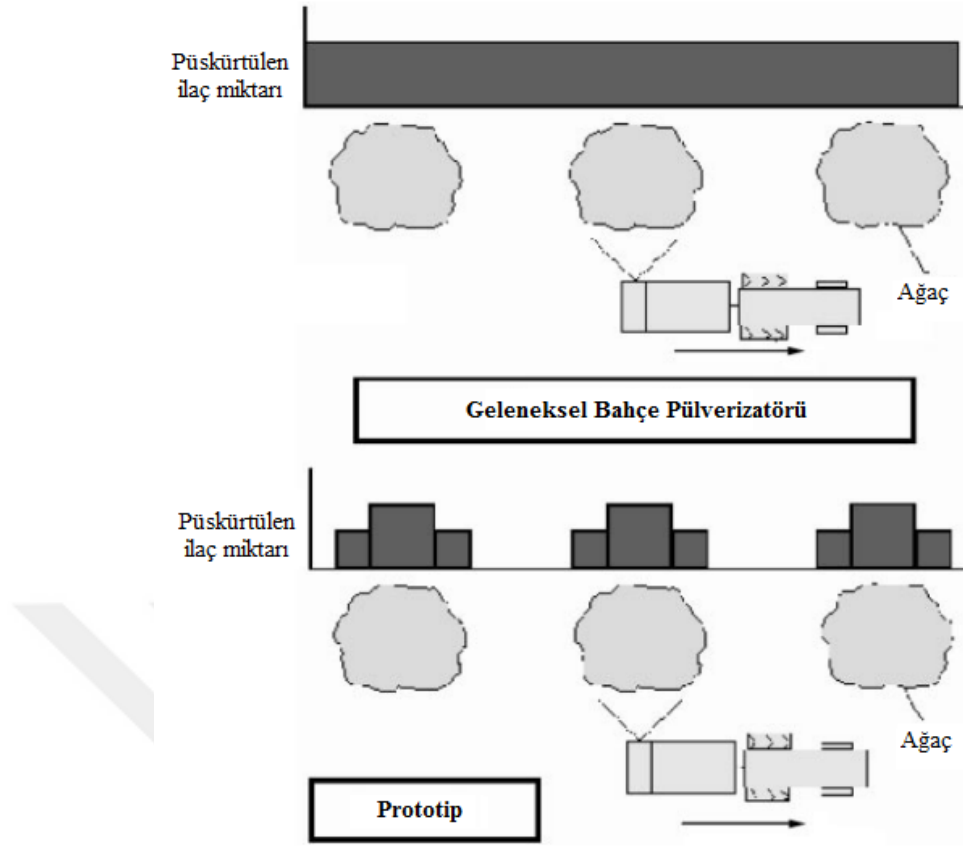 Püskürtülen
ilaç miktarı
Ağaç
Geleneksel Bahçe Pülverizatörü
Püskürtülen
ilaç miktarı
Ağaç
Prototip